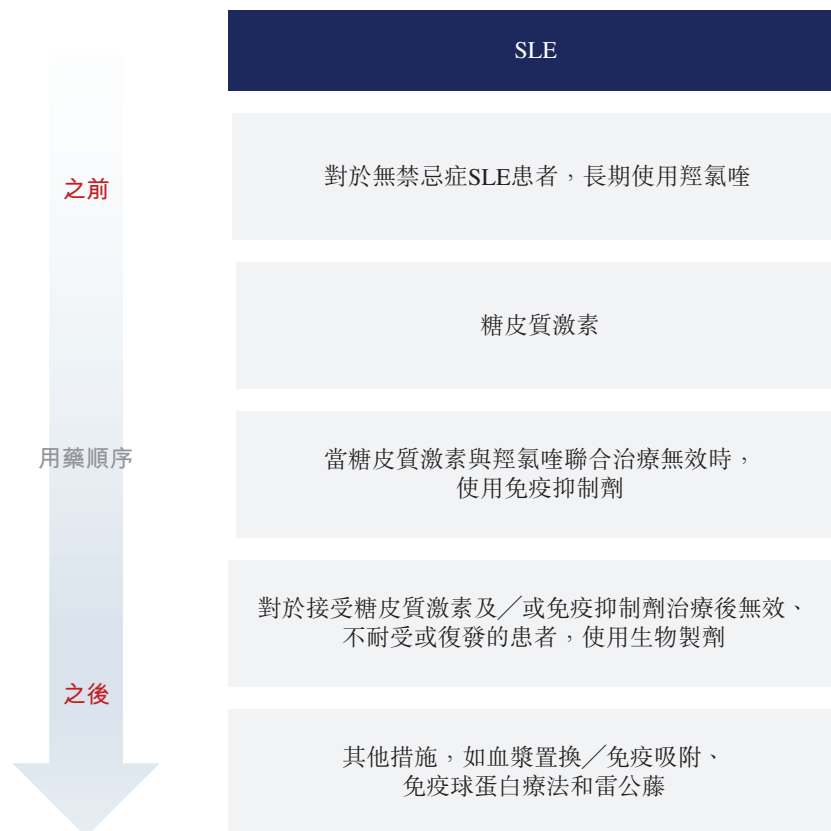 SLE
之前
對於無禁忌症SLE患者，長期使用羥氯喹
糖皮質激素
用藥順序
當糖皮質激素與羥氯喹聯合治療無效時，
使用免疫抑制劑
對於接受糖皮質激素及／或免疫抑制劑治療後無效、
不耐受或復發的患者，使用生物製劑
之後
其他措施，如血漿置換／免疫吸附、
免疫球蛋白療法和雷公藤